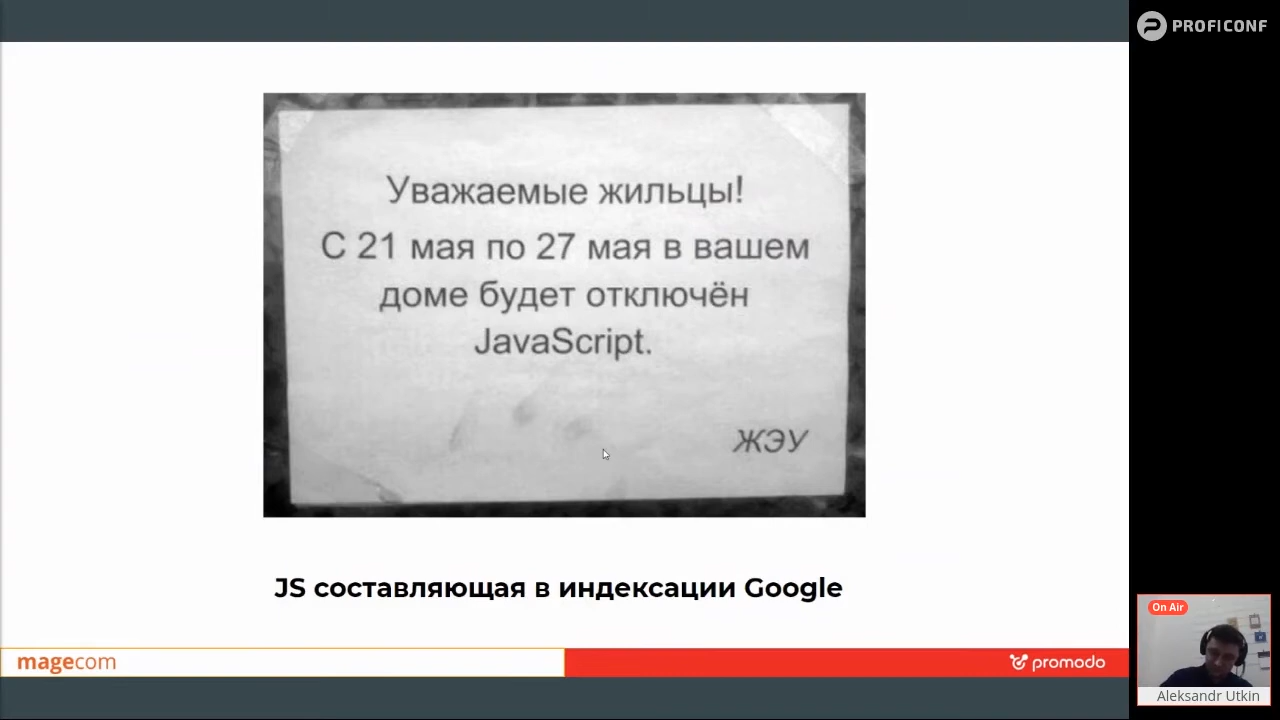 PROFICONF
Уважаемые жильцы!
С 21 мая по 27 мая в вашем
доме будет отключён
JavaScript.
ЖЭУ
JS составляющая в индексации Google
magecom
promodo
On Air
Aleksandr Utkin